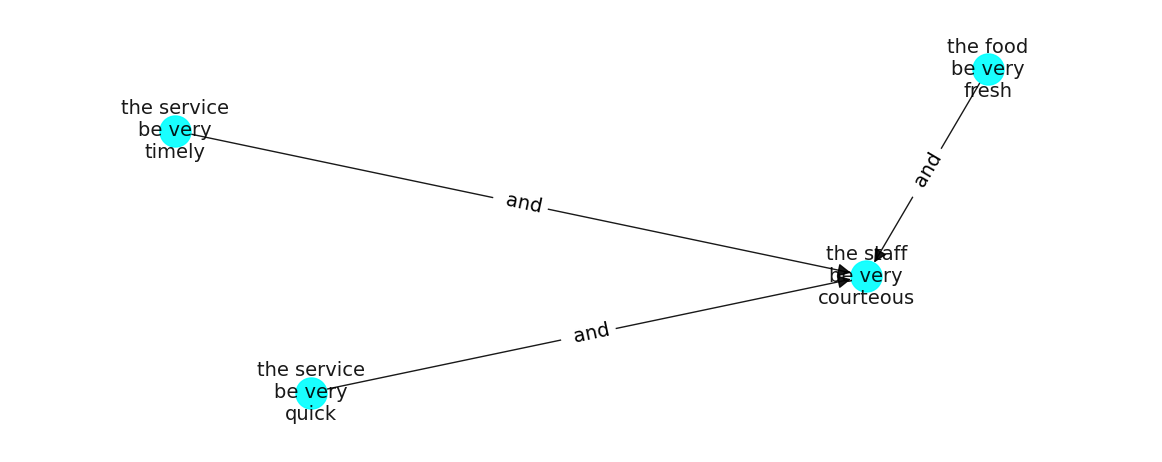 the food
be very
fresh
the service
be very
timely
and
and
the staff
be very
courteous
and
the service
be very
quick